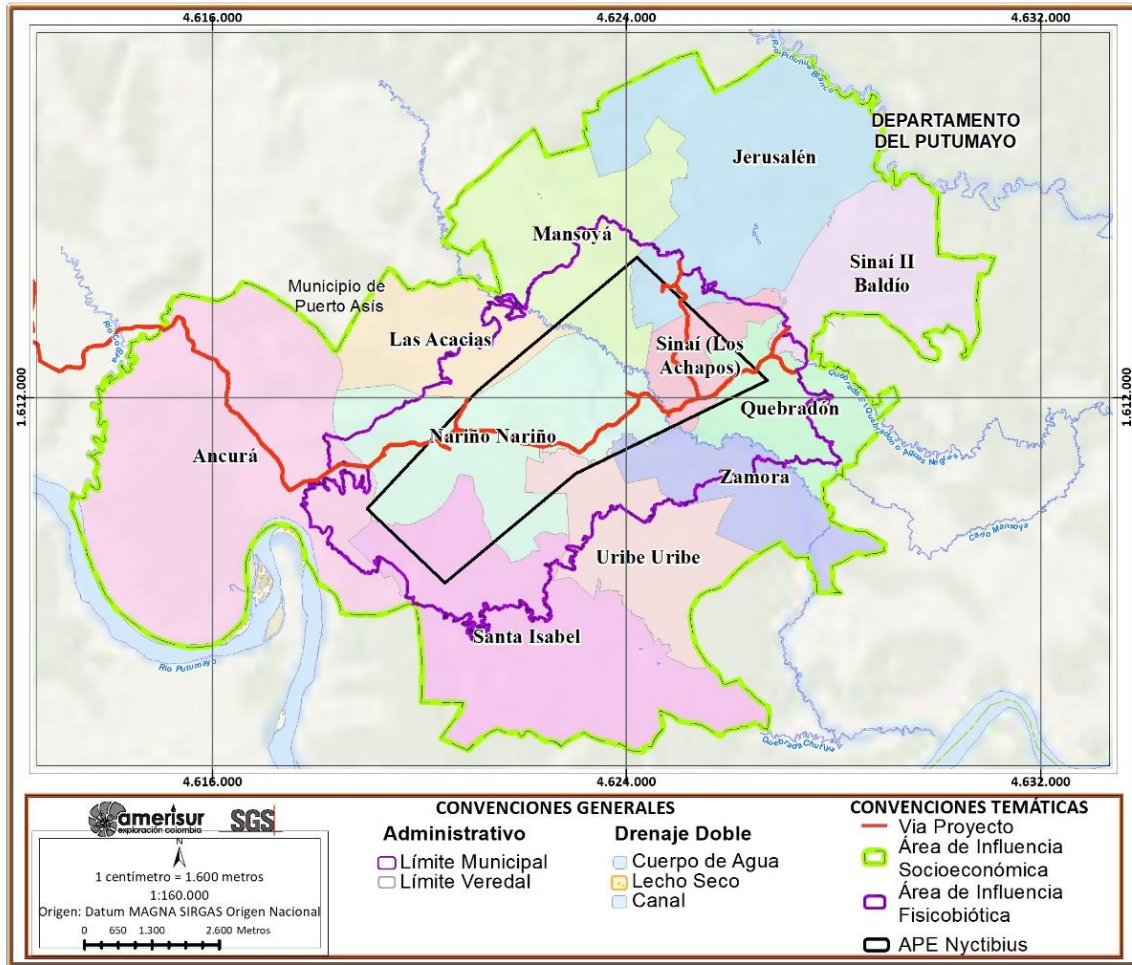 4.616.000
4.624.000
4.632.000
Río Piñuña Blanco
DEPARTAMENTO
DEL PUTUMAYO
Jerusalén
Mansoyá
Sinaí II
Baldío
Municipio de
Puerto Asís
Las Acacias
Sinaí (Los
Achapos)
1.612.000
1.612.000
Quebradón
Nariño Nariño
Ancurá
Zamora
Caño Mansoya
Uribe Uribe
Santa Isabel
Río Putumayo
4.616.000
4.624.000
4.632.000
amerisur
exploración colombia
SGS
N
1 centímetro = 1.600 metros
1:160.000
Origen: Datum MAGNA SIRGAS Origen Nacional
0 650 1.300 2.600 Metros
CONVENCIONES GENERALES
Administrativo
Límite Municipal
Límite Veredal
Drenaje Doble
Cuerpo de Agua
Lecho Seco
Canal
CONVENCIONES TEMÁTICAS
Via Proyecto
Área de Influencia
Socioeconómica
Área de Influencia
Fisicobiótica
APE Nyctibius